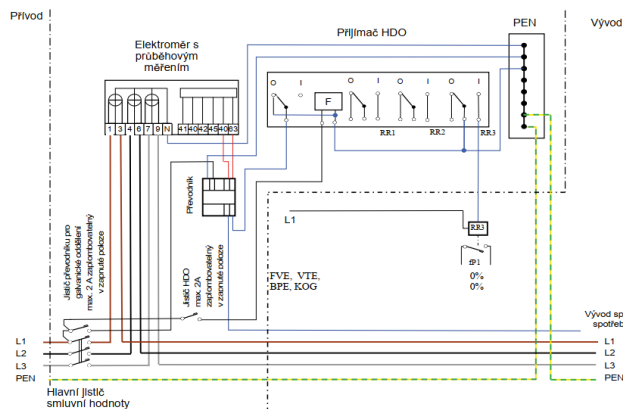 Přívod
Přijímač HDO
PEN
Vývod
Elektroměr s
průběhovým
měřením
O I
O I
O I
O I
F
RR1
RR2
RR3
1 3 4 6 7 9 N
41 40 42 45 40 63
Převodník
L1
RR3
fP1
FVE, VTE,
BPE, KOG
0%
0%
Jistič převodníku pro
galvanické oddělení
max. 2 A zaplombovatelný
v zapnuté poloze
Jistič HDO
max. 2A
zaplombovatelný
v zapnuté poloze
Vývod sp
spotřeb
L1
L2
L3
PEN
L1
L2
L3
PEN
Hlavní jistič
smluvní hodnoty